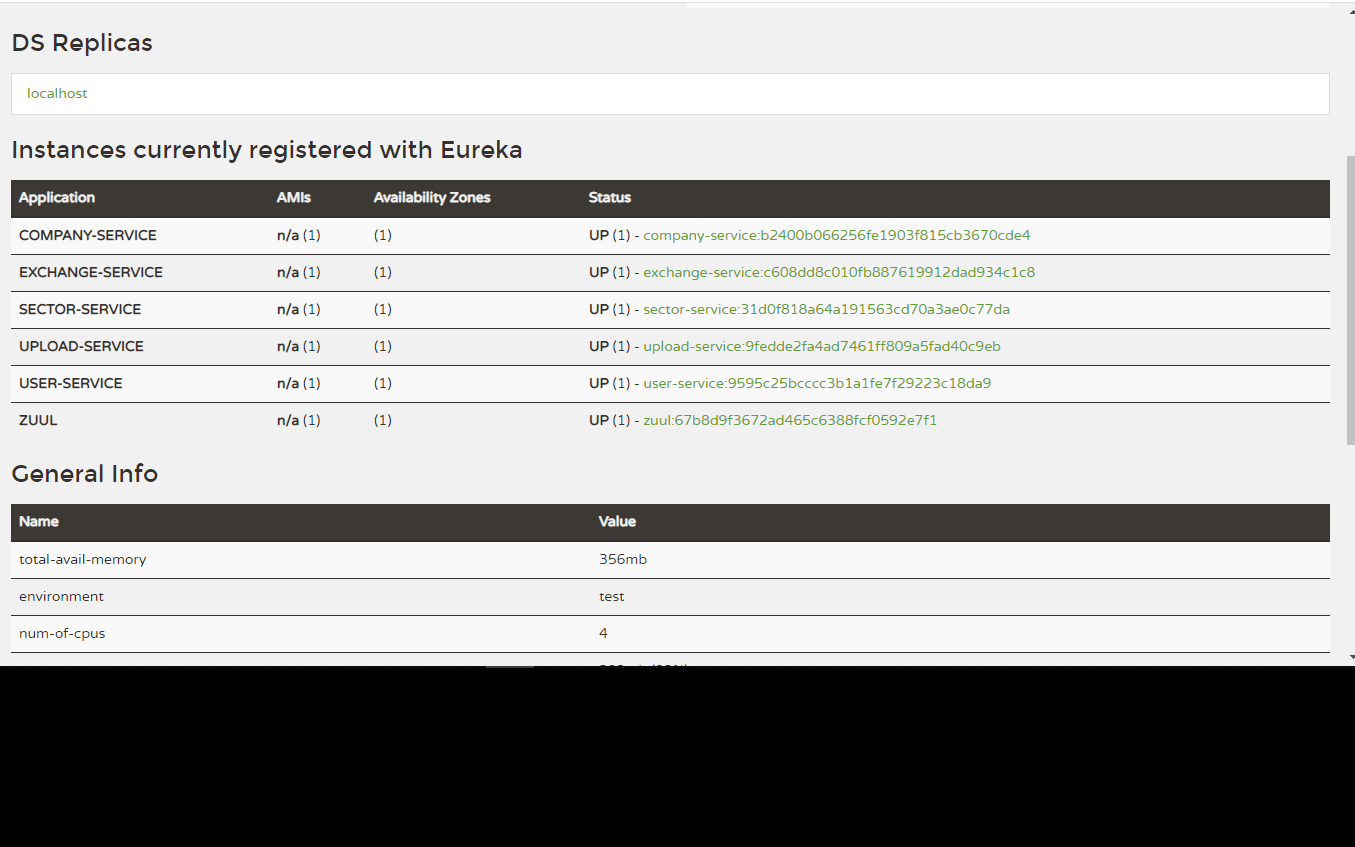 DS Replicas
localhost
Instances currently registered with Eureka
Application AMIs Availability Zones Status
COMPANY-SERVICE n/a (1) (1) UP (1) - company-service:b2400b066256fe1903f815cb3670cde4
EXCHANGE-SERVICE n/a (1) (1) UP (1) - exchange-service:c608dd8c010fb887619912dad934c1c8
SECTOR-SERVICE n/a (1) (1) UP (1) - sector-service:31d0f818a64a191563cd70a3ae0c77da
UPLOAD-SERVICE n/a (1) (1) UP (1) - upload-service:9fedde2fa4ad7461ff809a5fad40c9eb
USER-SERVICE n/a (1) (1) UP (1) - user-service:9595c25bcccc3b1a1fe7f29223c18da9
ZUUL n/a (1) (1) UP (1) - zuul:67b8d9f3672ad465c6388fcf0592e7f1
General Info
Name Value
total-avail-memory 356mb
environment test
num-of-cpus 4